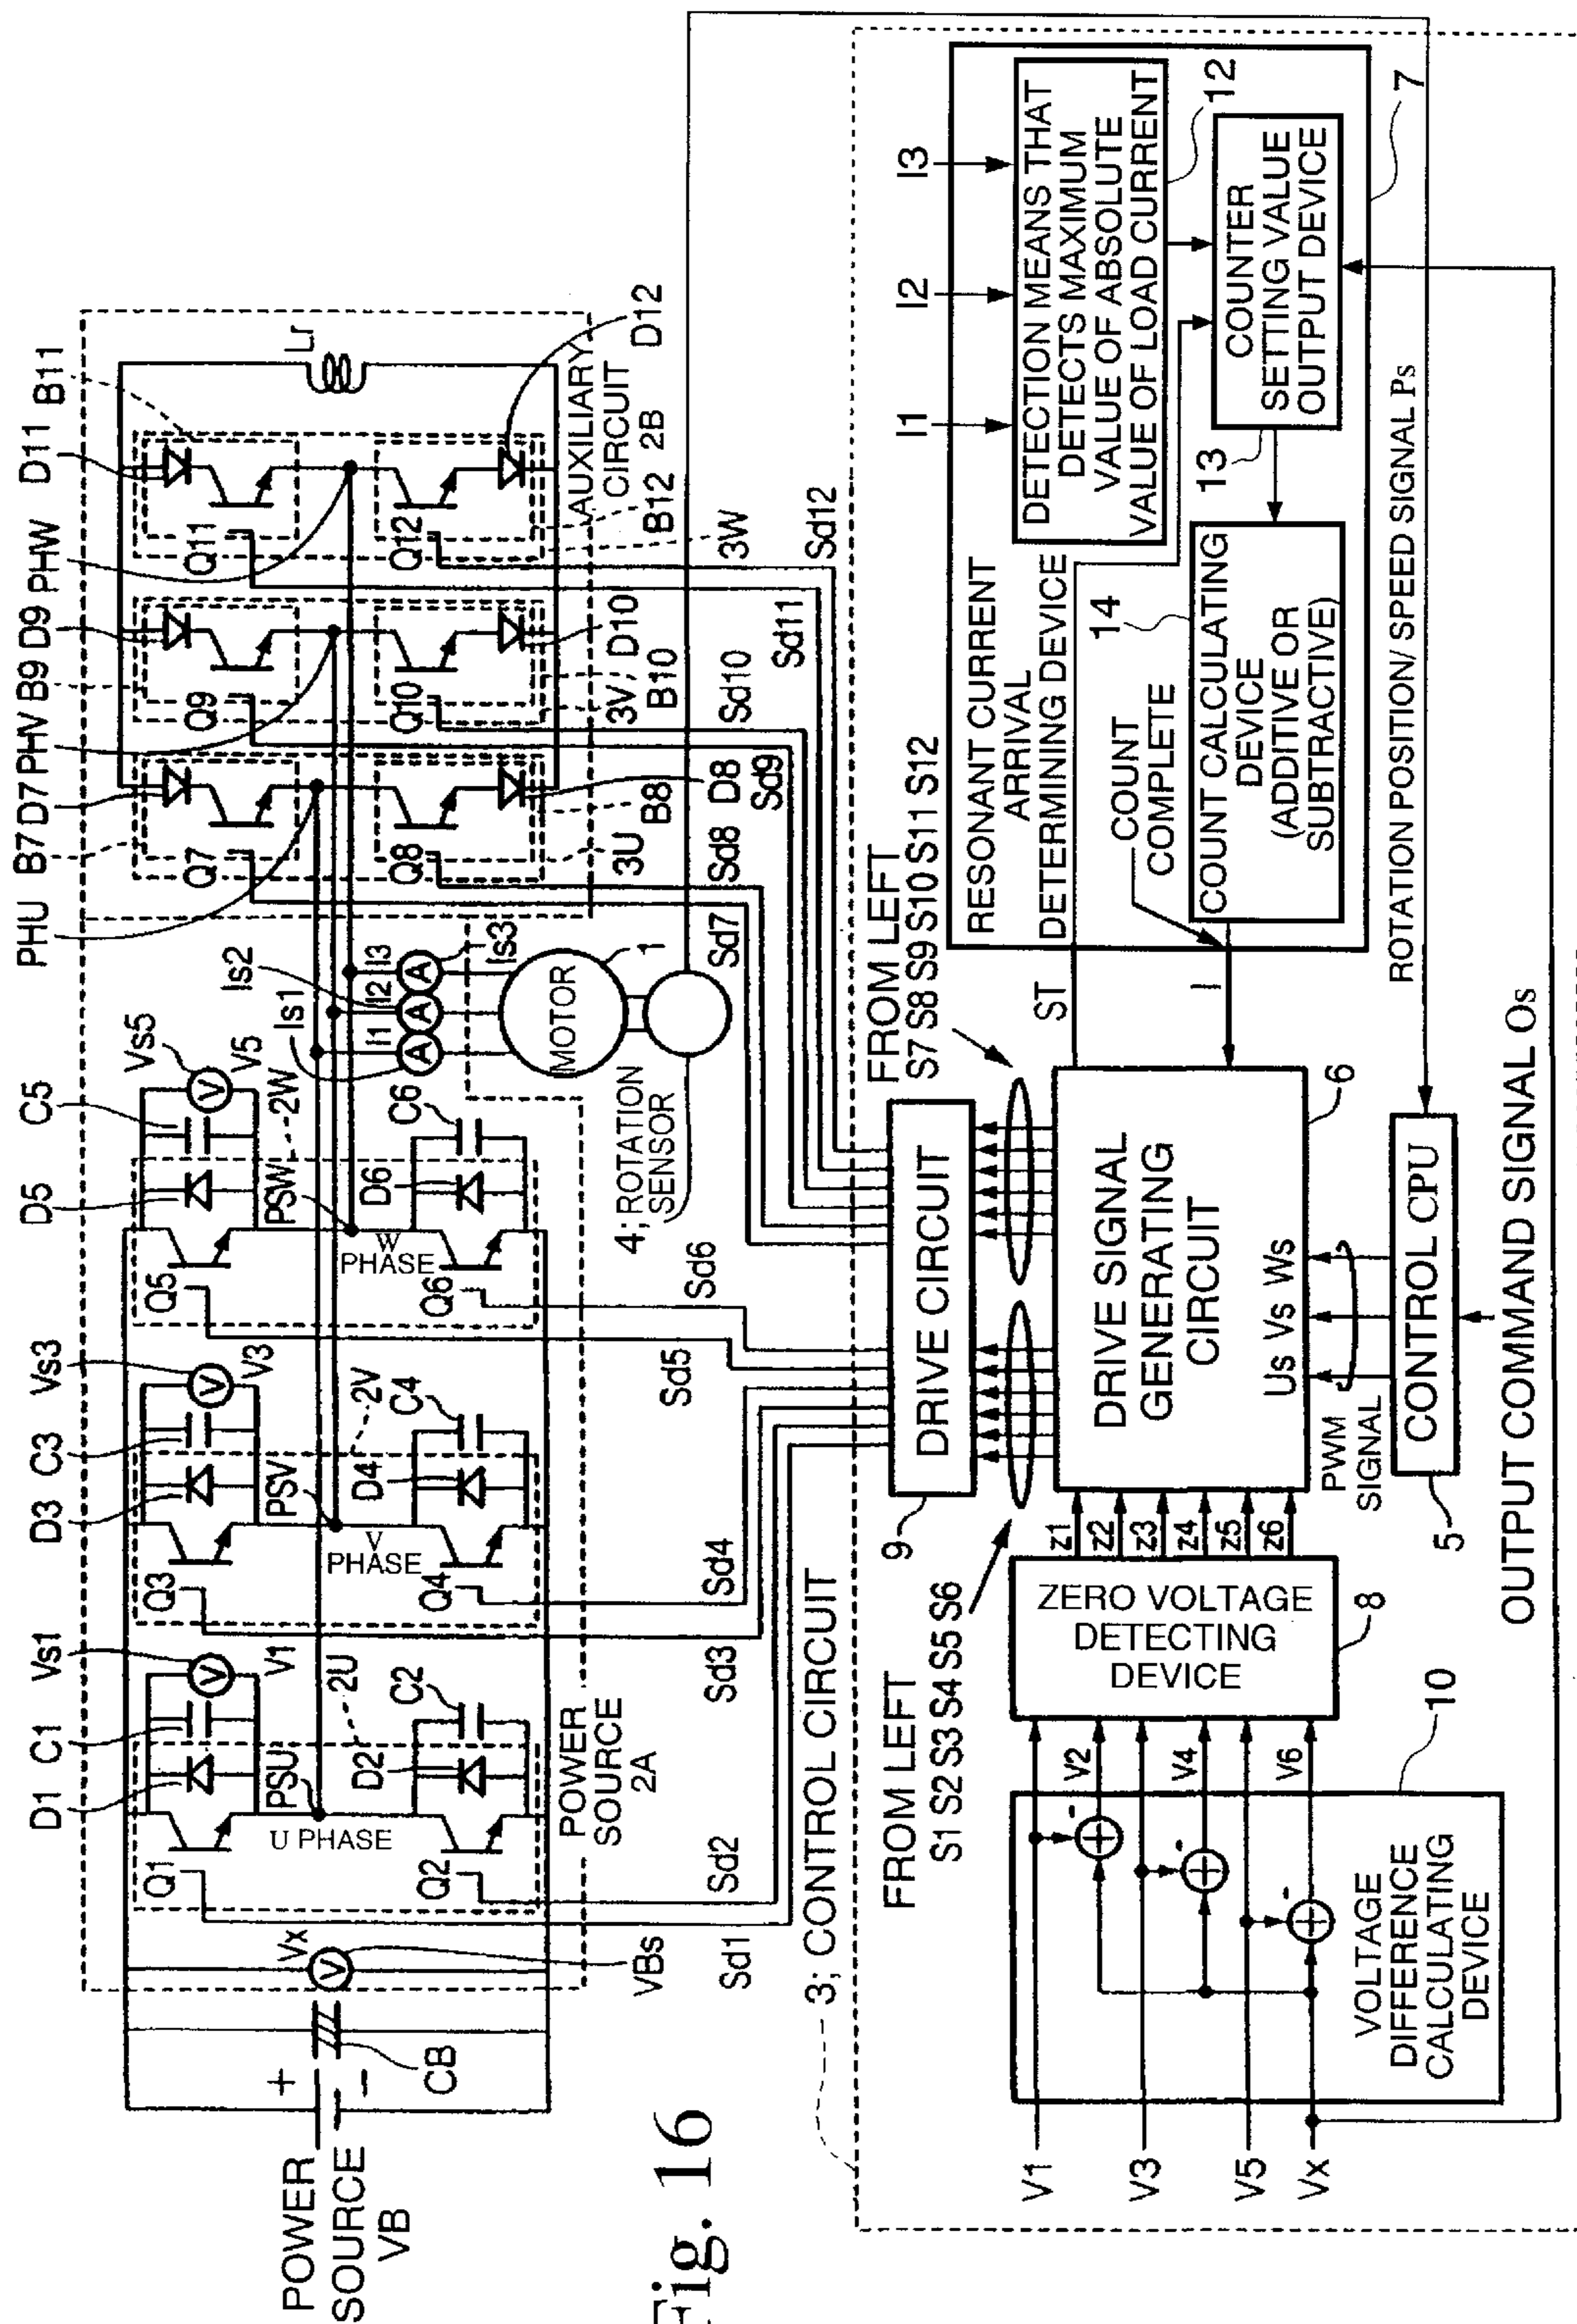 Fig. 16
POWER
SOURCE
VB
+
−
CB
Vx
V
VBs
PHU
B7
D7
PHV
B9
D9
PHW
D11
B11
D1
C1
Vs1
D3
C3
Vs3
D5
C5
Vs5
Is1
Is2
Q1
V
V1
PSU
2U
U PHASE
Q2
D2
C2
Q3
V
V3
PSV
2V
V
PHASE
Q4
D4
C4
Q5
V
V5
PSW
2W
W
PHASE
Q6
D6
C6
POWER
SOURCE
2A
I1
I2
I3
A
A
A
Is3
MOTOR
1
4; ROTATION
SENSOR
Q7
Q8
3U
B8
D8
Q9
Q10
3V
B10
D10
Q11
Q12
3W
B12
AUXILIARY
CIRCUIT
2B
D12
Lr
Sd1
Sd2
Sd3
Sd4
Sd5
Sd6
Sd7
Sd8
Sd9
Sd10
Sd11
Sd12
3; CONTROL CIRCUIT
FROM LEFT
S1 S2 S3 S4 S5 S6
9
DRIVE CIRCUIT
FROM LEFT
S7 S8 S9 S10 S11 S12
V1
V3
V5
Vx
VOLTAGE
DIFFERENCE
CALCULATING
DEVICE
10
-
-
-
V2
V4
V6
ZERO VOLTAGE
DETECTING
DEVICE
8
Z1
Z2
Z3
Z4
Z5
Z6
DRIVE SIGNAL
GENERATING
CIRCUIT
Us Vs Ws
6
PWM
SIGNAL
CONTROL CPU
5
ST
I
RESONANT CURRENT
ARRIVAL
DETERMINING DEVICE
COUNT
COMPLETE
14
COUNT CALCULATING
DEVICE
(ADDITIVE OR
SUBTRACTIVE)
I1
I2
I3
DETECTION MEANS THAT
DETECTS MAXIMUM
VALUE OF ABSOLUTE
VALUE OF LOAD CURRENT
12
13
COUNTER
SETTING VALUE
OUTPUT DEVICE
7
ROTATION POSITION/ SPEED SIGNAL Ps
OUTPUT COMMAND SIGNAL Os